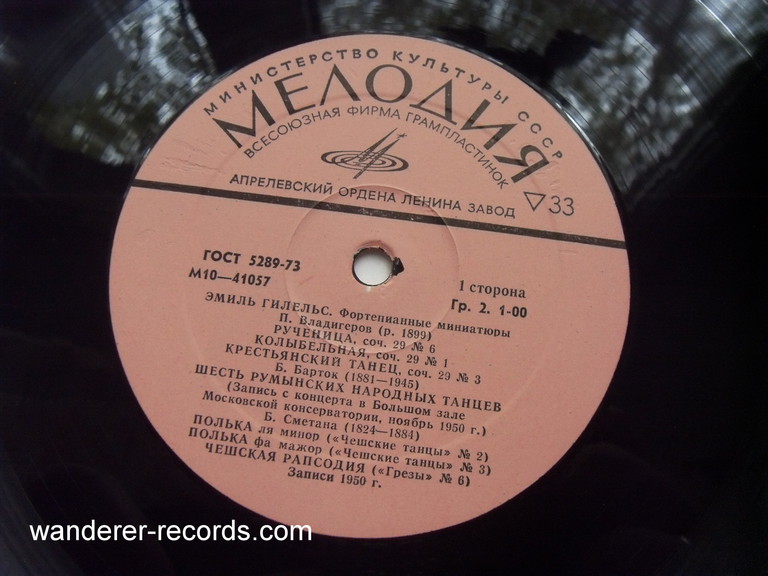 МИНИСТЕРСТВО КУЛЬТУРЫ СССР
МЕЛОДИЯ
ВСЕСОЮЗНАЯ ФИРМА ГРАМПЛАСТИНОК
АПРЕЛЕВСКИЙ ОРДЕНА ЛЕНИНА ЗАВОД
33
ГОСТ 5289-73
М10—41057
1 сторона
Гр. 2. 1-00
ЭМИЛЬ ГИЛЕЛЬС. Фортепианные миниатюры
П. Владигеров (р. 1899)
РУЧЕНИЦА, соч. 29 № 6
КОЛЫБЕЛЬНАЯ, соч. 29 № 1
КРЕСТЬЯНСКИЙ ТАНЕЦ, соч. 29 № 3
Б. Барток (1881—1945)
ШЕСТЬ РУМЫНСКИХ НАРОДНЫХ ТАНЦЕВ
(Запись с концерта в Большом зале
Московской консерватории, ноябрь 1950 г.)
Б. Сметана (1824—1884)
ПОЛЬКА ля минор («Чешские танцы» № 2)
ПОЛЬКА фа мажор («Чешские танцы» № 3)
ЧЕШСКАЯ РАПСОДИЯ («Грезы» № 6)
Записи 1950 г.
wanderer-records.com